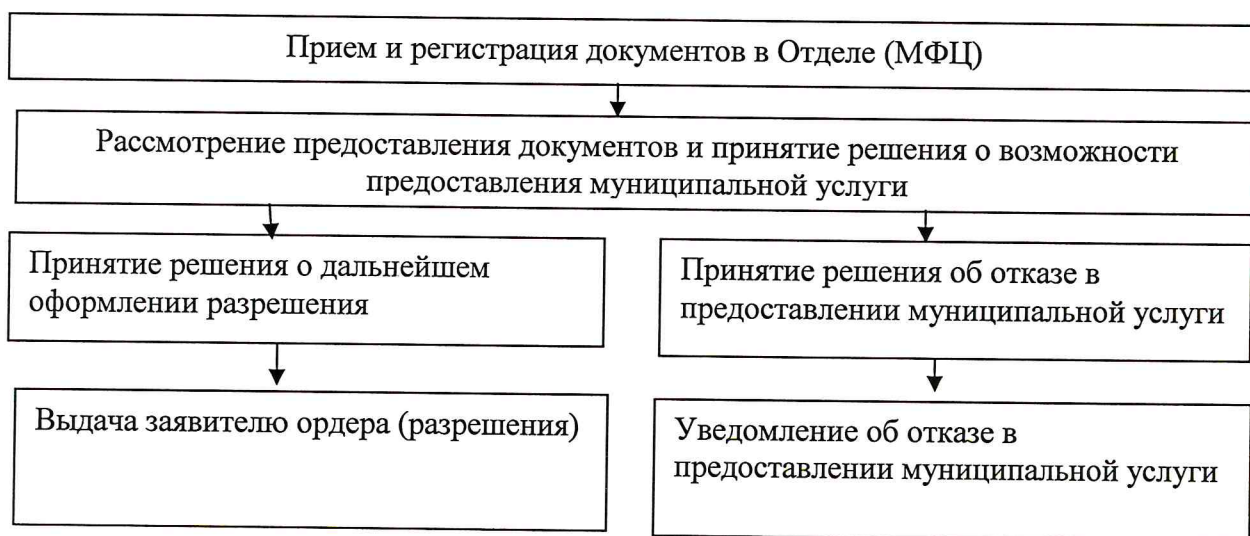 Прием и регистрация документов в Отделе (МФЦ)
Рассмотрение предоставления документов и принятие решения о возможности
предоставления муниципальной услуги
Принятие решения о дальнейшем
оформлении разрешения
Принятие решения об отказе в
предоставлении муниципальной услуги
Выдача заявителю ордера (разрешения)
Уведомление об отказе в
предоставлении муниципальной услуги